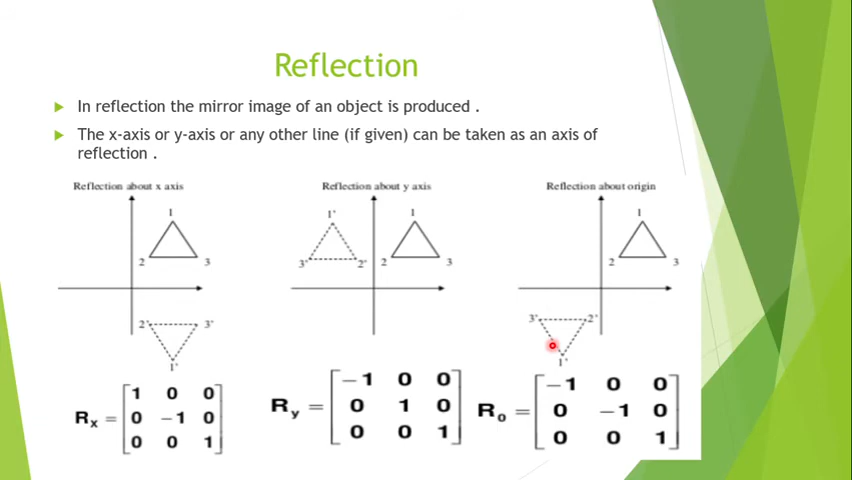 Reflection
In reflection the mirror image of an object is produced .
The x-axis or y-axis or any other line (if given) can be taken as an axis of
reflection .
Reflection about x axis
1
2 3
2' 3'
1'
Rx = [1 0 0
0 -1 0
0 0 1]
Reflection about y axis
1' 1
3' 2' 2 3
Ry = [-1 0 0
0 1 0
0 0 1]
Reflection about origin
1
2 3
3' 2'
1'
Ro = [-1 0 0
0 -1 0
0 0 1]